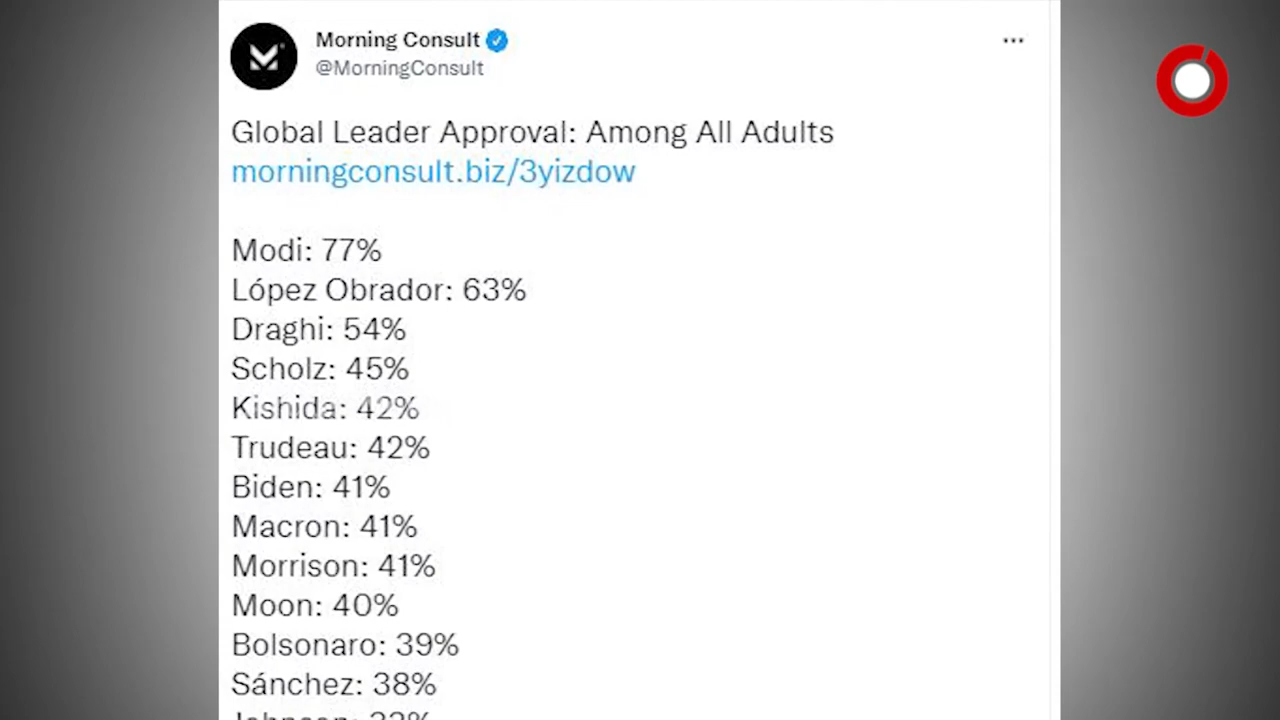 Morning Consult
@MorningConsult
Global Leader Approval: Among All Adults
morningconsult.biz/3yizdow
Modi: 77%
López Obrador: 63%
Draghi: 54%
Scholz: 45%
Kishida: 42%
Trudeau: 42%
Biden: 41%
Macron: 41%
Morrison: 41%
Moon: 40%
Bolsonaro: 39%
Sánchez: 38%